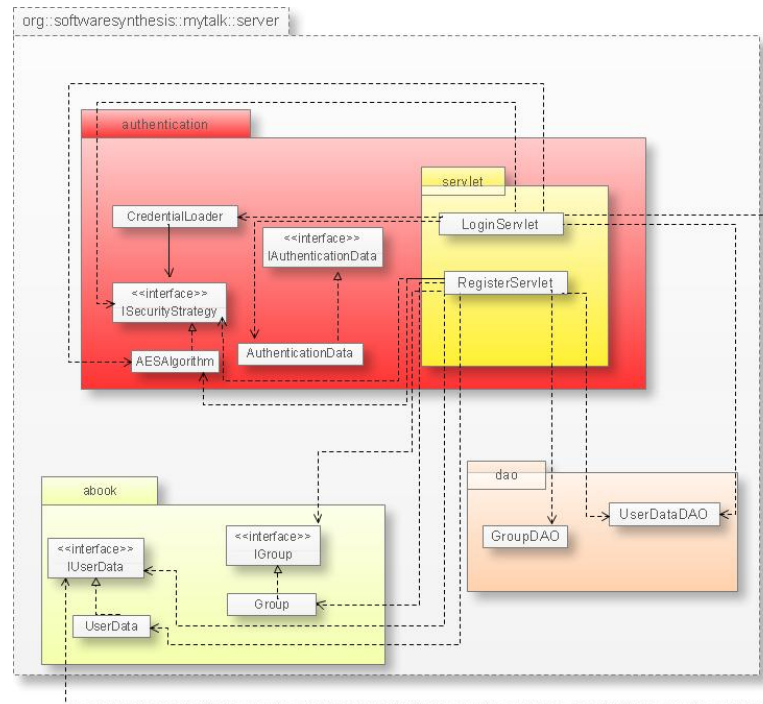 org::softwaresynthesis::mytalk::server
authentication
servlet
CredentialLoader
LoginServlet
<<interface>>
IAuthenticationData
RegisterServlet
<<interface>>
ISecurityStrategy
AESAlgorithm
AuthenticationData
abook
dao
<<interface>>
IUserData
<<interface>>
IGroup
UserDataDAO
GroupDAO
Group
UserData